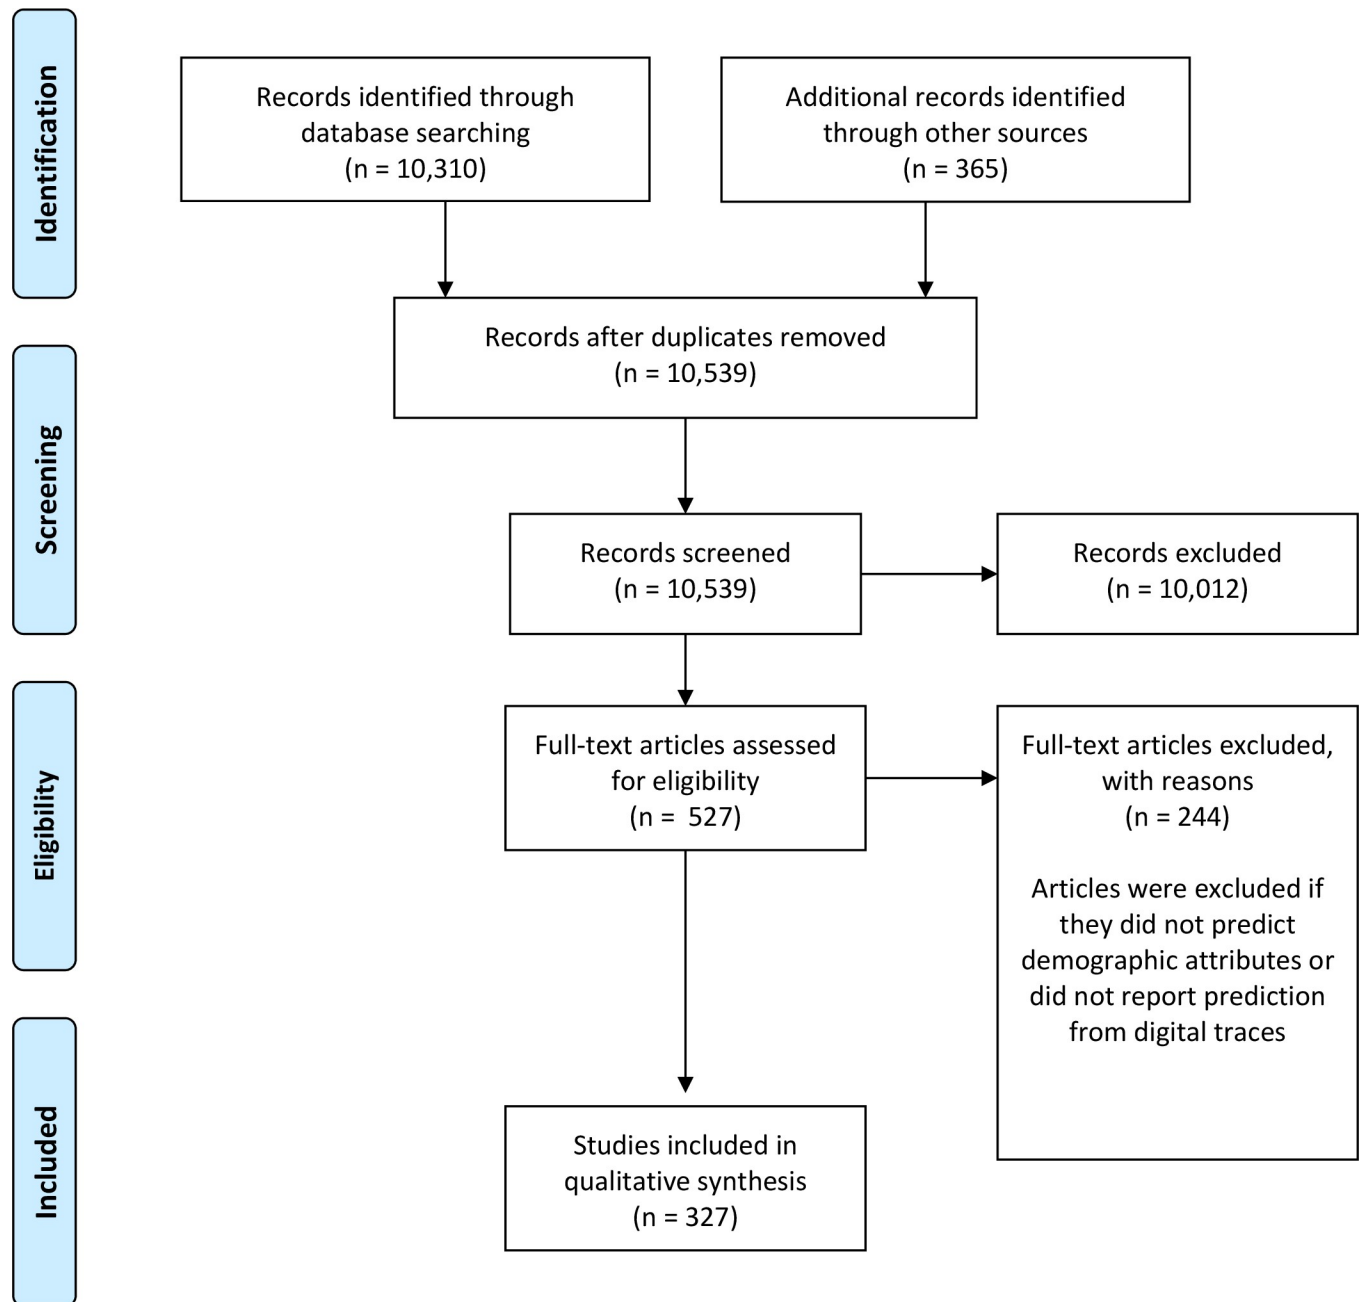 Identification
Records identified through
database searching
(n = 10,310)
Additional records identified
through other sources
(n = 365)
Records after duplicates removed
(n = 10,539)
Screening
Records screened
(n = 10,539)
Records excluded
(n = 10,012)
Eligibility
Full-text articles assessed
for eligibility
(n =  527)
Full-text articles excluded,
with reasons
(n = 244)
Articles were excluded if
they did not predict
demographic attributes or
did not report prediction
from digital traces
Included
Studies included in
qualitative synthesis
(n = 327)